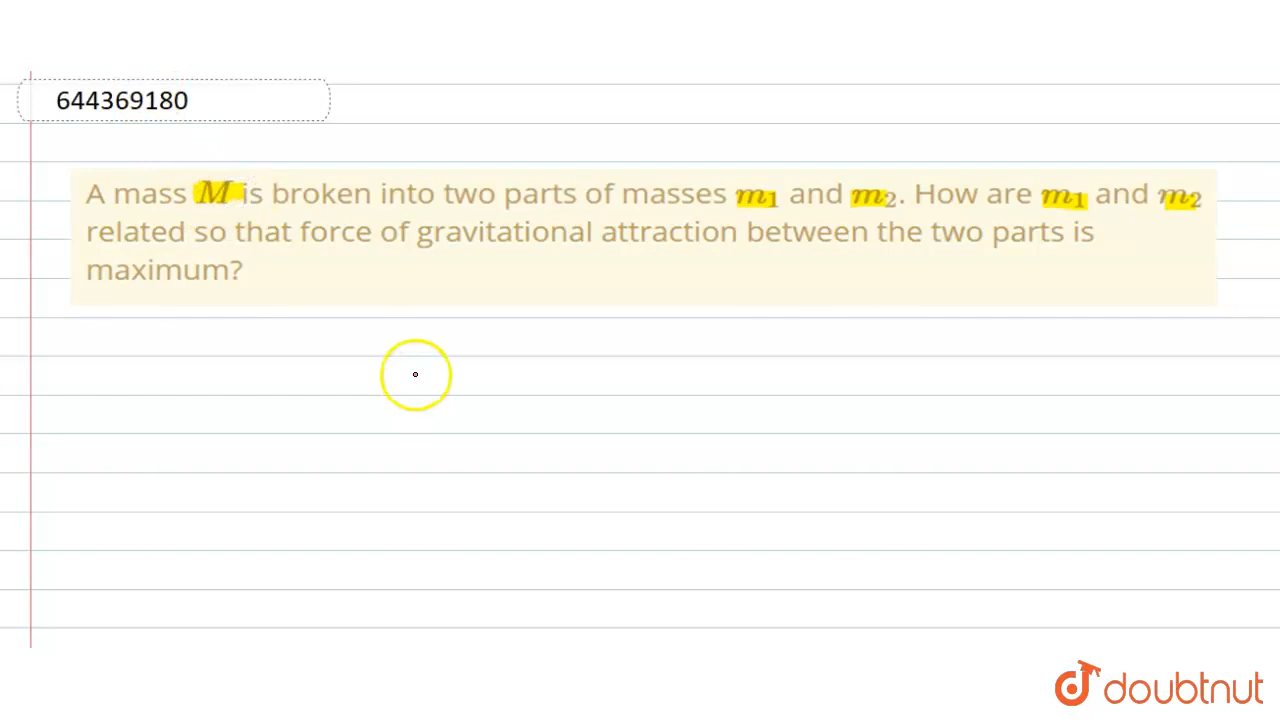 644369180
A mass M is broken into two parts of masses m₁ and m₂. How are m₁ and m₂
related so that force of gravitational attraction between the two parts is
maximum?
doubtnut